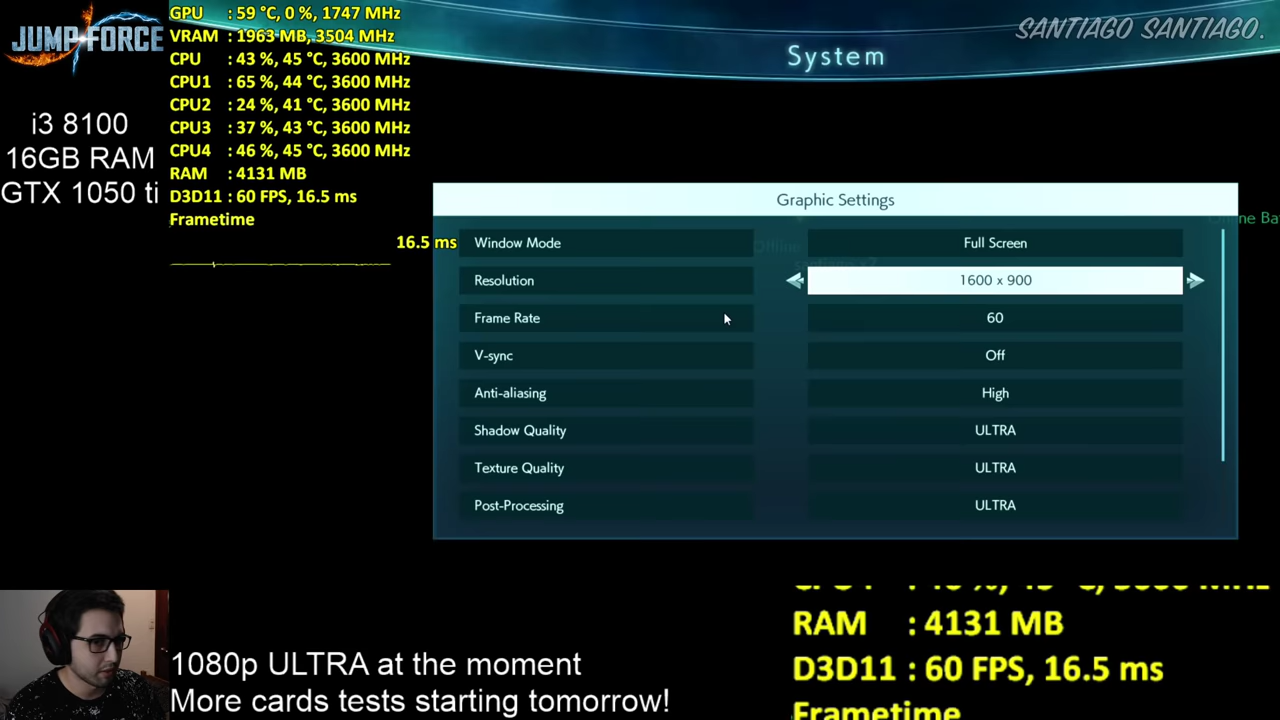 JUMP FORCE
i3 8100
16GB RAM
GTX 1050 ti
GPU : 59 °C, 0 %, 1747 MHz
VRAM : 1963 MB, 3504 MHz
CPU : 43 %, 45 °C, 3600 MHz
CPU1 : 65 %, 44 °C, 3600 MHz
CPU2 : 24 %, 41 °C, 3600 MHz
CPU3 : 37 %, 43 °C, 3600 MHz
CPU4 : 46 %, 45 °C, 3600 MHz
RAM : 4131 MB
D3D11 : 60 FPS, 16.5 ms
Frametime
16.5 ms
SANTIAGO SANTIAGO.
System
Graphic Settings
Window Mode Full Screen
Resolution 1600 x 900
Frame Rate 60
V-sync Off
Anti-aliasing High
Shadow Quality ULTRA
Texture Quality ULTRA
Post-Processing ULTRA
Offline
1080p ULTRA at the moment
More cards tests starting tomorrow!
RAM : 4131 MB
D3D11 : 60 FPS, 16.5 ms
Frametime